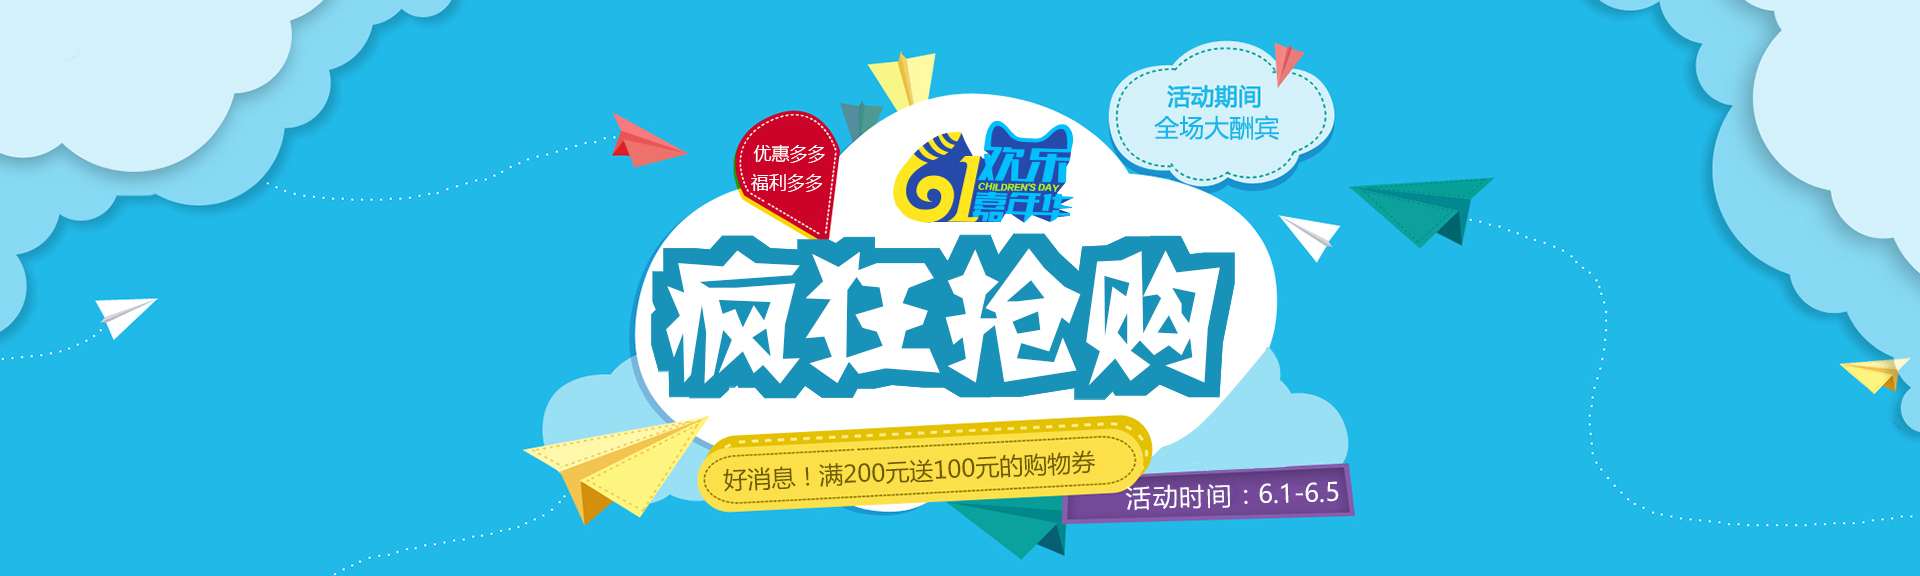 优惠多多
福利多多
61欢乐
CHILDREN'S DAY
嘉年华
活动期间
全场大酬宾
疯狂抢购
好消息！满200元送100元的购物券
活动时间：6.1-6.5